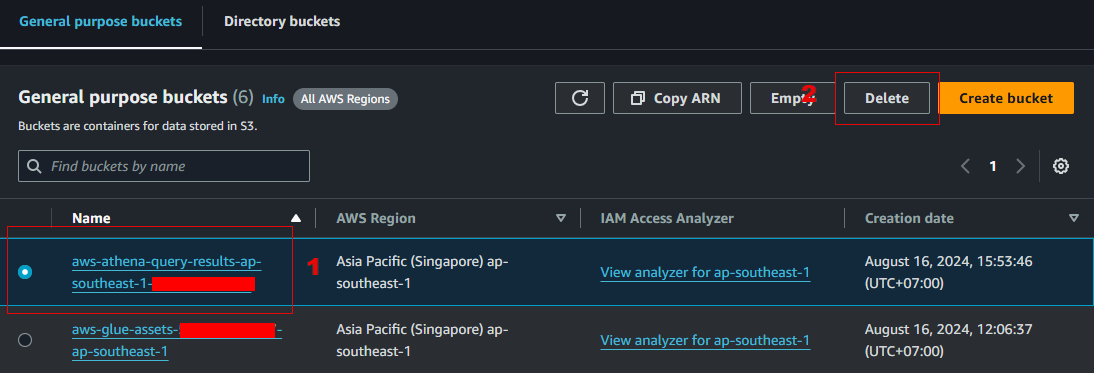 General purpose buckets
Directory buckets
General purpose buckets (6) Info All AWS Regions
Copy ARN
Empty
2
Delete
Create bucket
Buckets are containers for data stored in S3.
Find buckets by name
1
Name
AWS Region
IAM Access Analyzer
Creation date
aws-athena-query-results-ap-
southeast-1-
1
Asia Pacific (Singapore) ap-
southeast-1
View analyzer for ap-southeast-1
August 16, 2024, 15:53:46
(UTC+07:00)
aws-glue-assets-
ap-southeast-1
Asia Pacific (Singapore) ap-
southeast-1
View analyzer for ap-southeast-1
August 16, 2024, 12:06:37
(UTC+07:00)